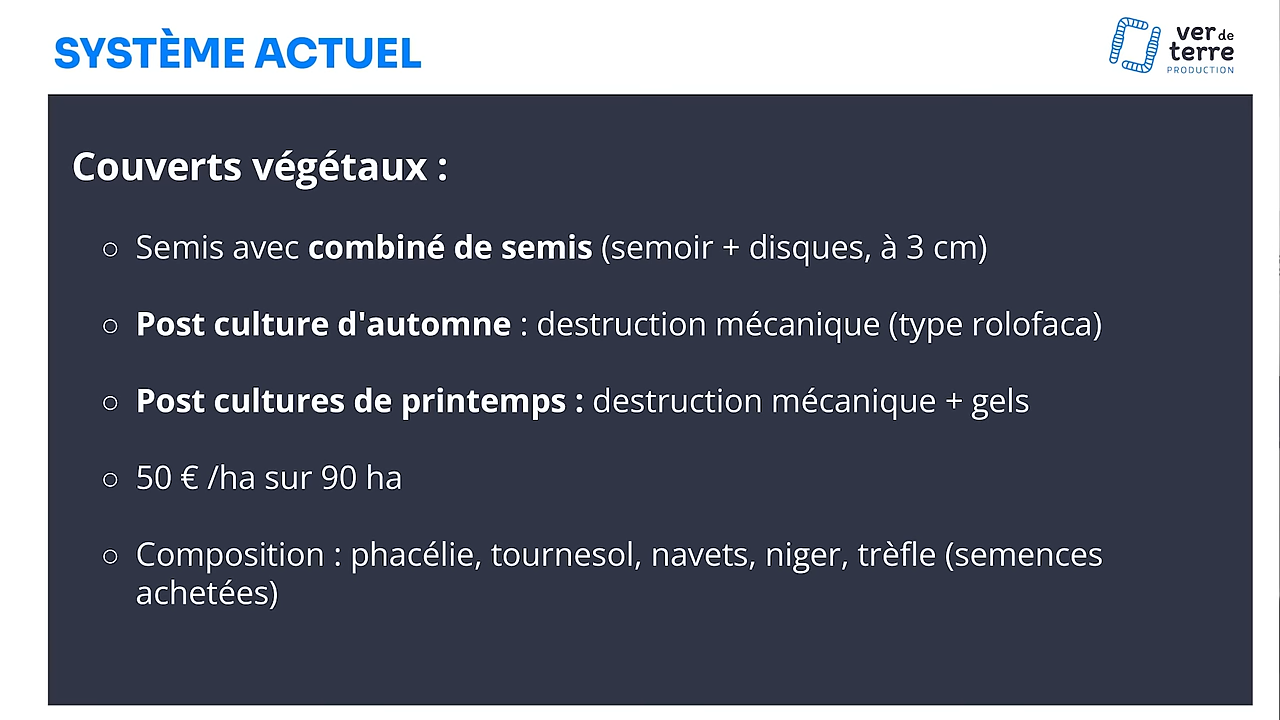 SYSTÈME ACTUEL
ver de
terre
PRODUCTION
Couverts végétaux :
○ Semis avec combiné de semis (semoir + disques, à 3 cm)
○ Post culture d'automne : destruction mécanique (type rolofaca)
○ Post cultures de printemps : destruction mécanique + gels
○ 50 € /ha sur 90 ha
○ Composition : phacélie, tournesol, navets, niger, trèfle (semences
achetées)